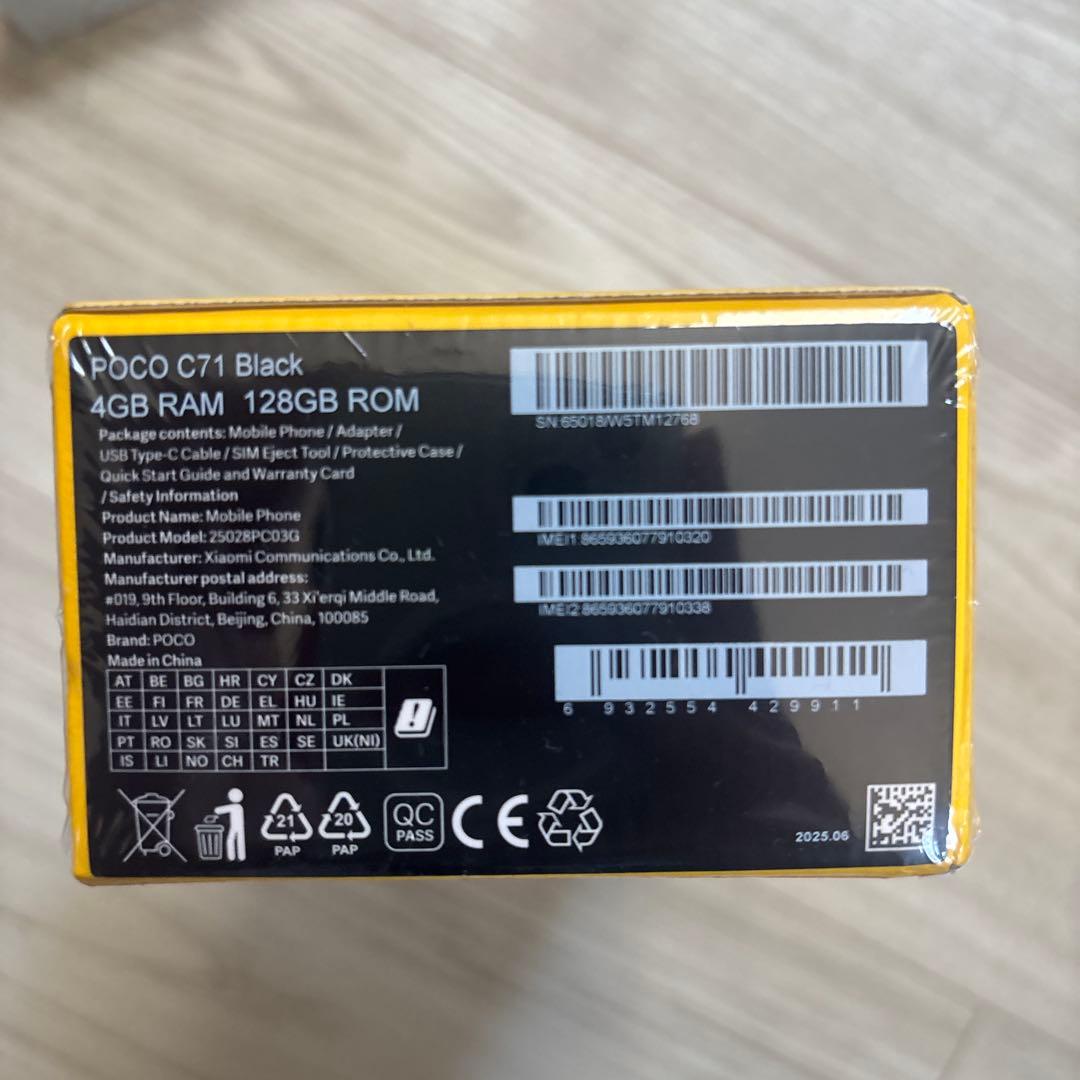 POCO C71 Black
4GB RAM 128GB ROM
Package contents: Mobile Phone / Adapter /
USB Type-C Cable / SIM Eject Tool / Protective Case /
Quick Start Guide and Warranty Card
/ Safety Information
Product Name: Mobile Phone
Product Model: 25028PC03G
Manufacturer: Xiaomi Communications Co., Ltd.
Manufacturer postal address:
#019, 9th Floor, Building 6, 33 Xi'erqi Middle Road,
Haidian District, Beijing, China, 100085
Brand: POCO
Made in China
AT BE BG HR CY CZ DK
EE FI FR DE EL HU IE
IT LV LT LU MT NL PL
PT RO SK SI ES SE UK(NI)
IS LI NO CH TR
21 PAP
20 PAP
QC PASS
CE
SN:65018/W5TM12768
IMEI1 865936077910320
IMEI2 865936077910338
6 932554 429911
2025.06